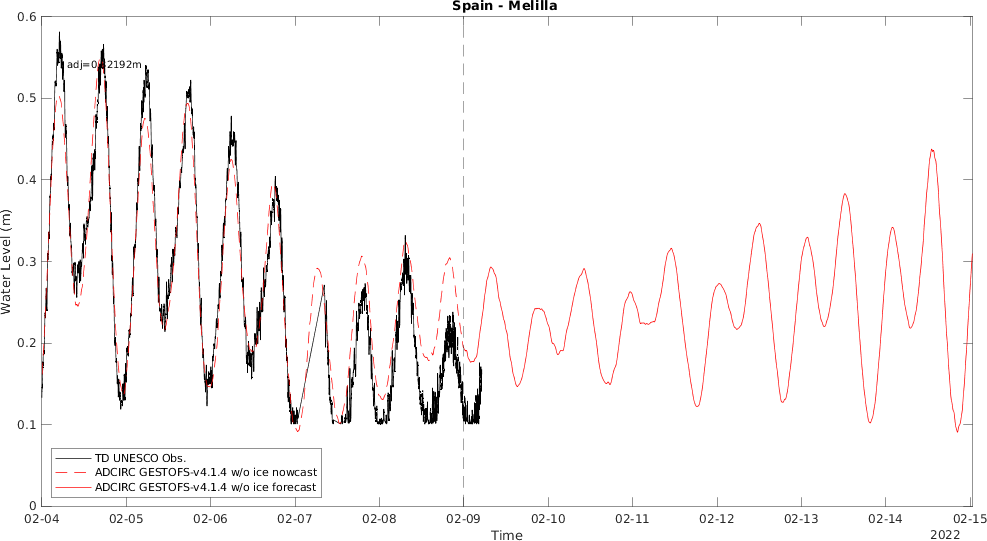 Spain - Melilla
0.6
0.5
0.4
0.3
0.2
0.1
0
Water Level (m)
TD UNESCO Obs.
ADCIRC GESTOFS-v4.1.4 w/o ice nowcast
ADCIRC GESTOFS-v4.1.4 w/o ice forecast
02-04 02-05 02-06 02-07 02-08 02-09 02-10 02-11 02-12 02-13 02-14 02-15
Time
2022